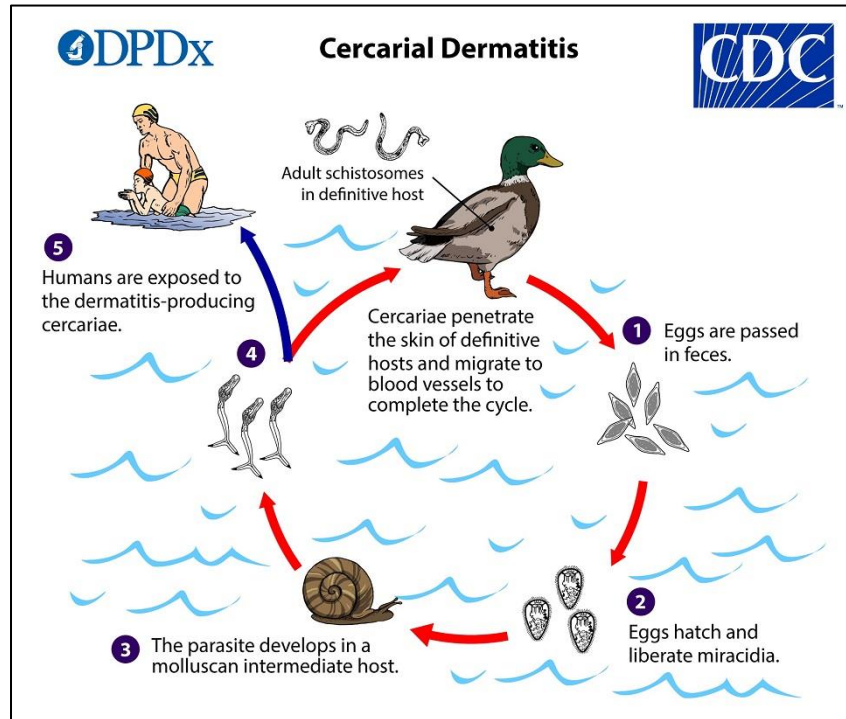 DPDx
Cercarial Dermatitis
CDC
TM
Adult schistosomes
in definitive host
5
Humans are exposed to
the dermatitis-producing
cercariae.
4
Cercariae penetrate
the skin of definitive
hosts and migrate to
blood vessels to
complete the cycle.
1
Eggs are passed
in feces.
2
Eggs hatch and
liberate miracidia.
3
The parasite develops in a
molluscan intermediate host.